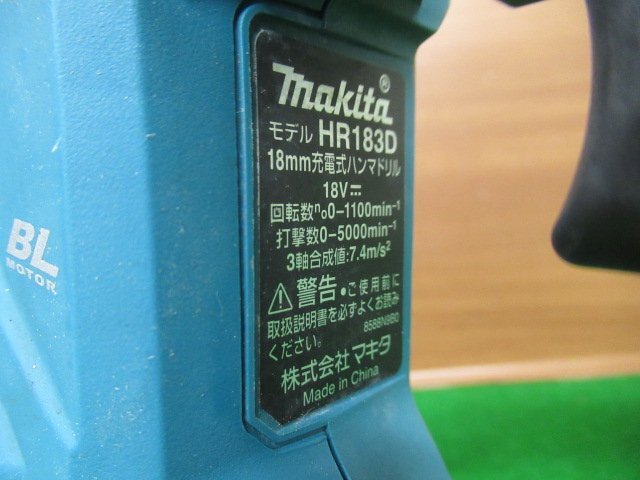 makita®
モデル HR183D
18mm充電式ハンマドリル
18V⎓
回転数n₀0-1100min⁻¹
打撃数0-5000min⁻¹
3軸合成値:7.4m/s²
⚠警告・ご使用前に
取扱説明書を必ずよくお読み
ください。
8588N9B0
株式会社 マキタ
Made in China
BL
MOTOR